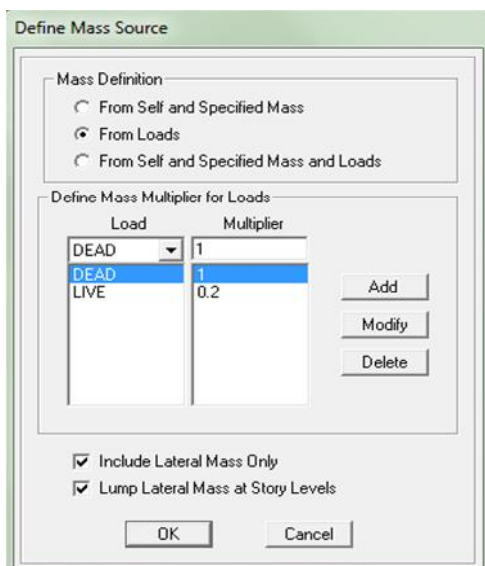 Define Mass Source
Mass Definition
From Self and Specified Mass
From Loads
From Self and Specified Mass and Loads
Define Mass Multiplier for Loads
Load Multiplier
DEAD 1
DEAD 1
LIVE 0.2
Add
Modify
Delete
Include Lateral Mass Only
Lump Lateral Mass at Story Levels
OK Cancel